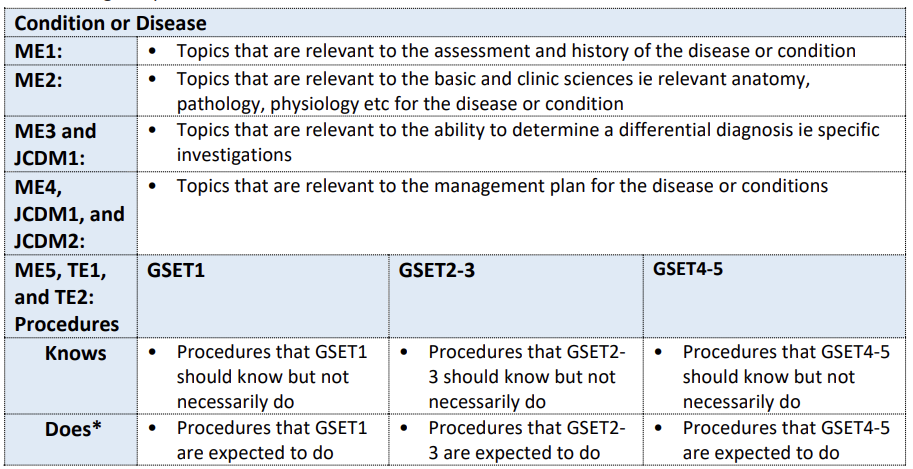 Condition or Disease
ME1:
• Topics that are relevant to the assessment and history of the disease or condition
ME2:
• Topics that are relevant to the basic and clinic sciences ie relevant anatomy,
pathology, physiology etc for the disease or condition
ME3 and
JCDM1:
• Topics that are relevant to the ability to determine a differential diagnosis ie specific
investigations
ME4,
JCDM1, and
JCDM2:
• Topics that are relevant to the management plan for the disease or conditions
ME5, TE1,
and TE2:
Procedures
GSET1
GSET2-3
GSET4-5
Knows
• Procedures that GSET1
should know but not
necessarily do
• Procedures that GSET2-
3 should know but not
necessarily do
• Procedures that GSET4-5
should know but not
necessarily do
Does*
• Procedures that GSET1
are expected to do
• Procedures that GSET2-
3 are expected to do
• Procedures that GSET4-5
are expected to do